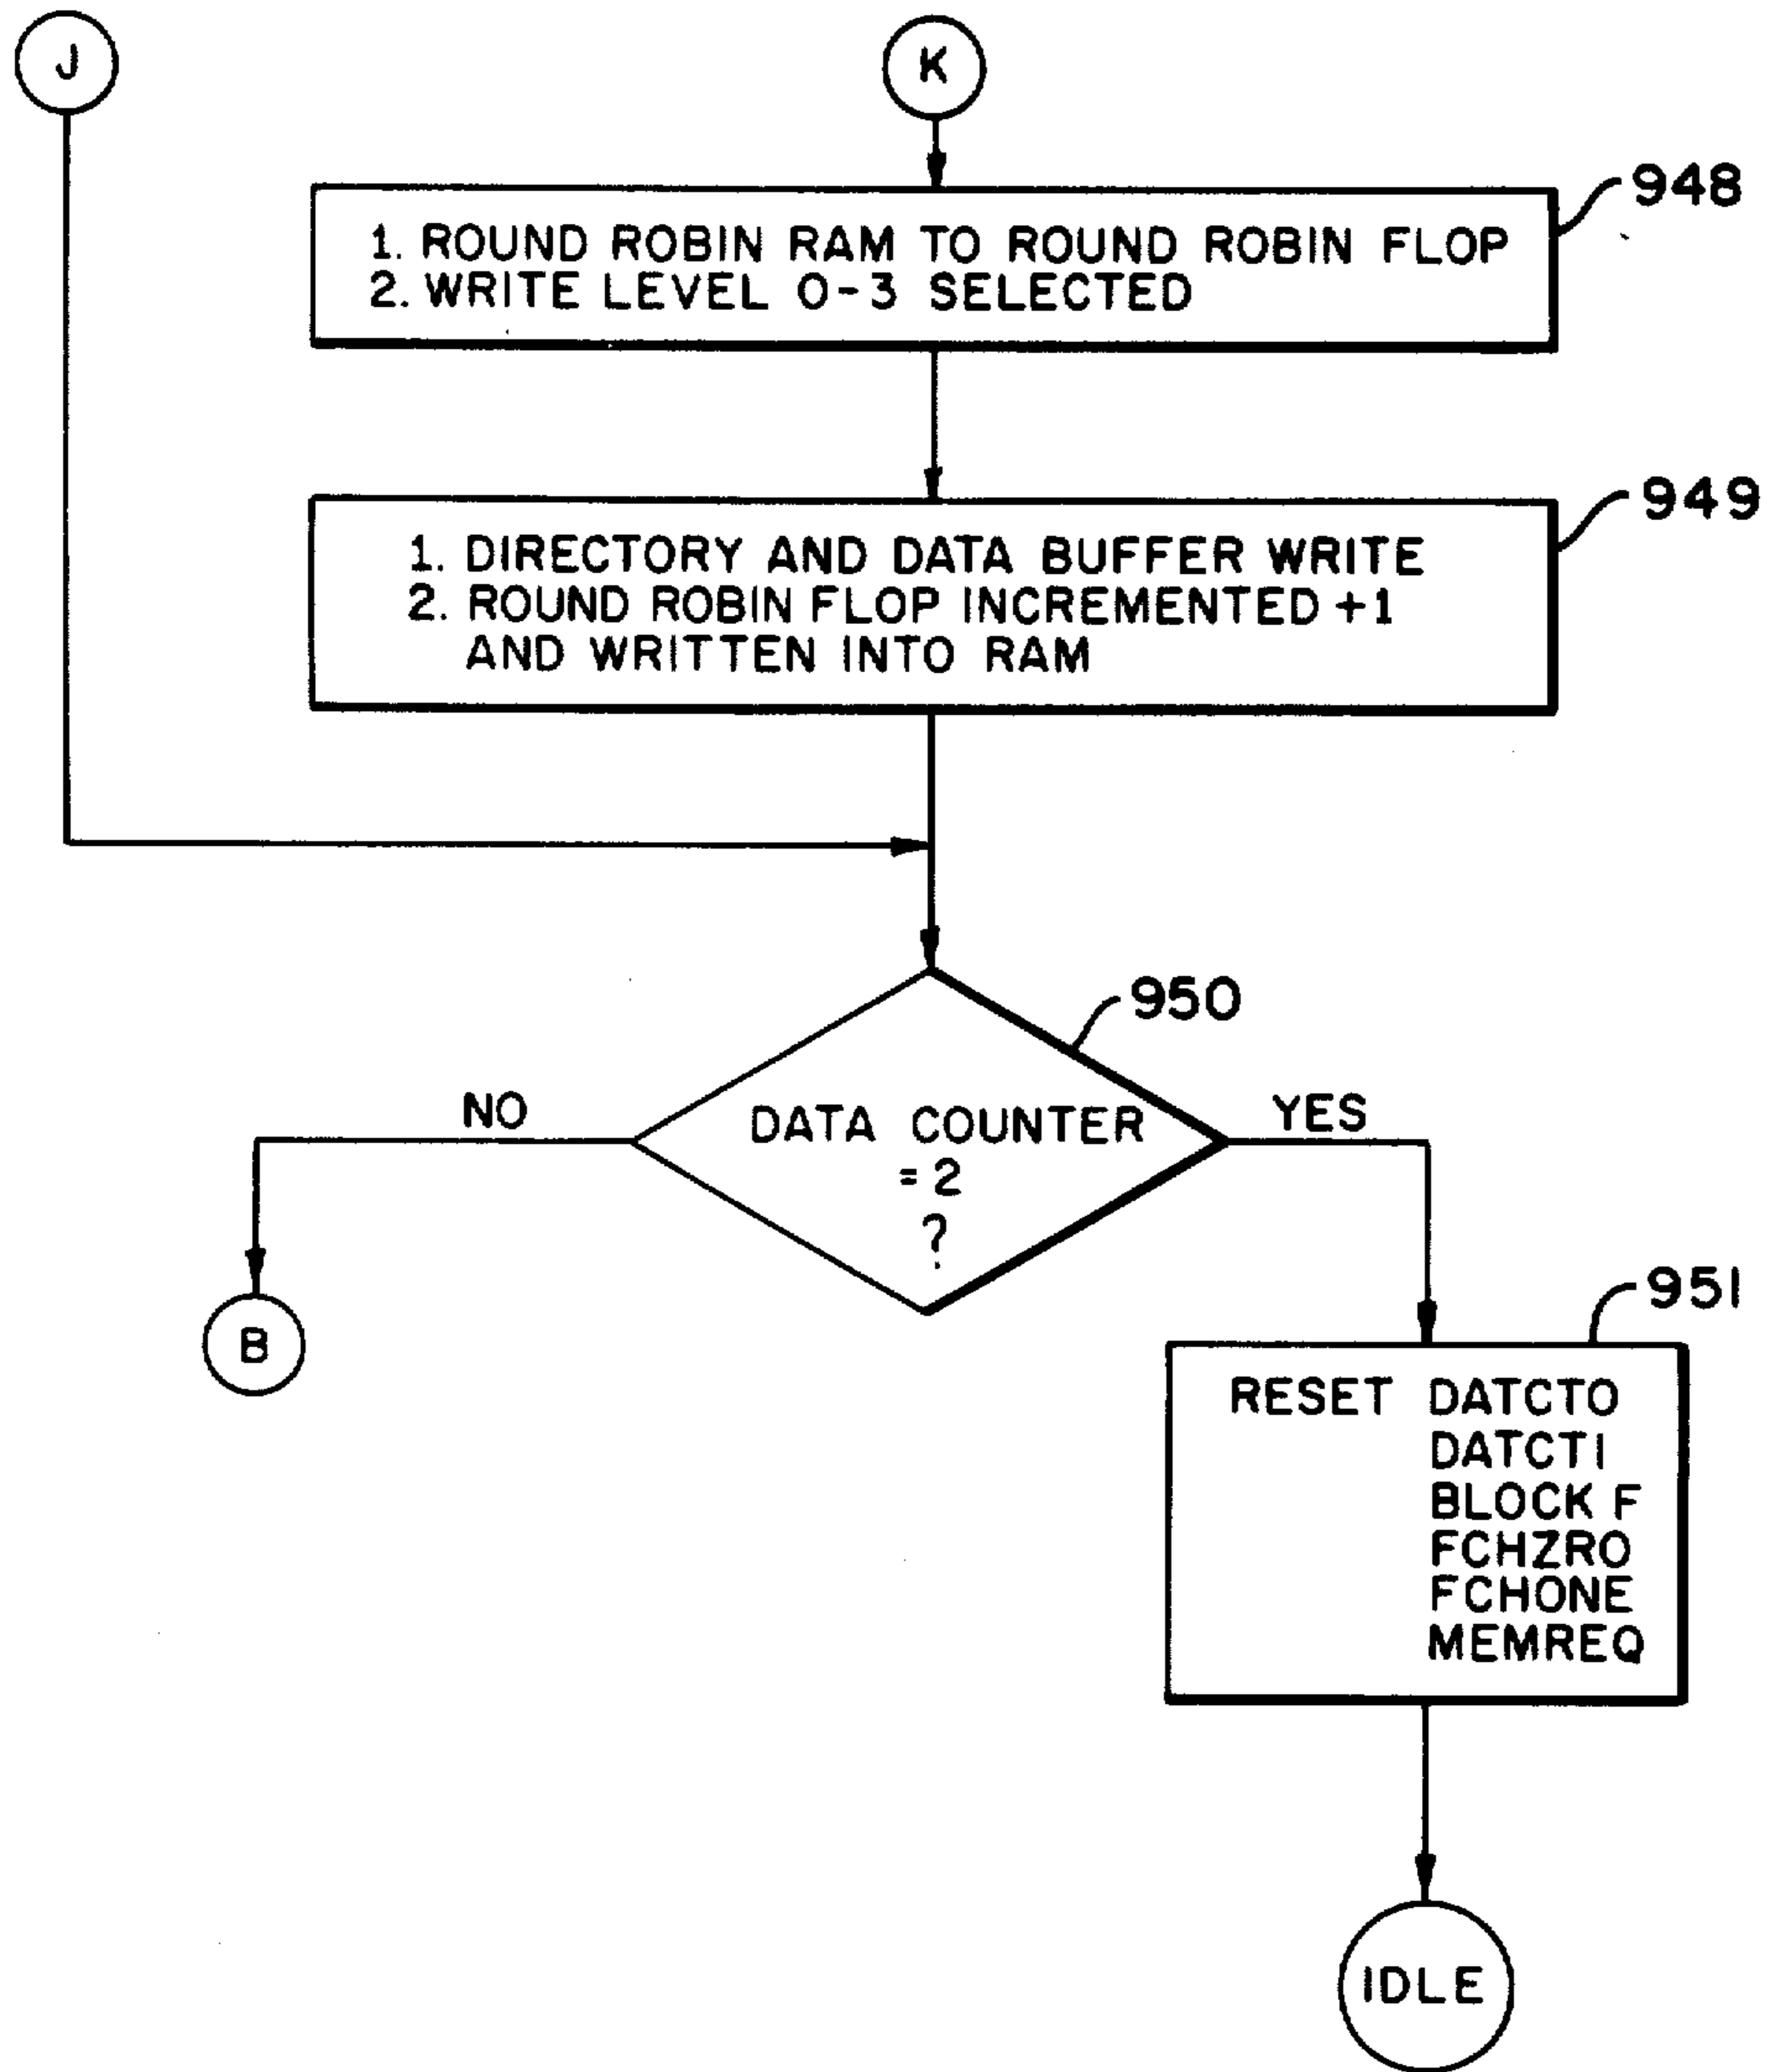 J
K
948
1. ROUND ROBIN RAM TO ROUND ROBIN FLOP
2. WRITE LEVEL 0-3 SELECTED
949
1. DIRECTORY AND DATA BUFFER WRITE
2. ROUND ROBIN FLOP INCREMENTED +1
AND WRITTEN INTO RAM
950
NO
DATA COUNTER
=2
?
YES
B
951
RESET DATCT0
DATCT1
BLOCK F
FCHZRO
FCHONE
MEMREQ
IDLE